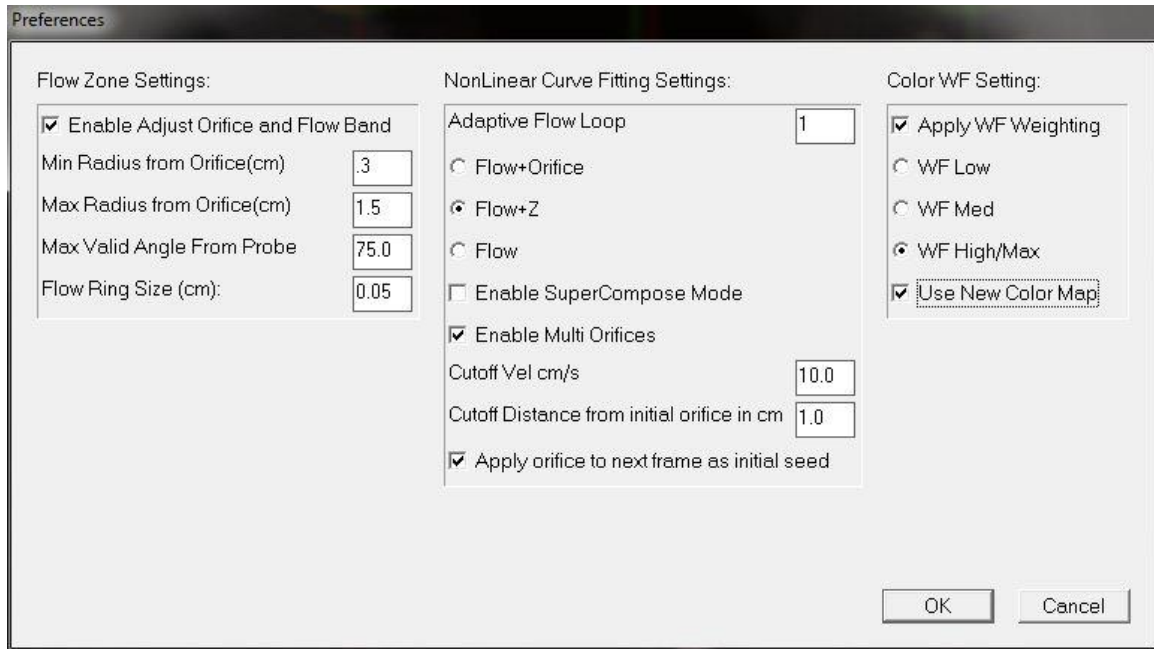 Preferences
Flow Zone Settings:
Enable Adjust Orifice and Flow Band
Min Radius from Orifice(cm) .3
Max Radius from Orifice(cm) 1.5
Max Valid Angle From Probe 75.0
Flow Ring Size (cm): 0.05
NonLinear Curve Fitting Settings:
Adaptive Flow Loop 1
Flow+Orifice
Flow+Z
Flow
Enable SuperCompose Mode
Enable Multi Orifices
Cutoff Vel cm/s 10.0
Cutoff Distance from initial orifice in cm 1.0
Apply orifice to next frame as initial seed
Color WF Setting:
Apply WF Weighting
WF Low
WF Med
WF High/Max
Use New Color Map
OK Cancel